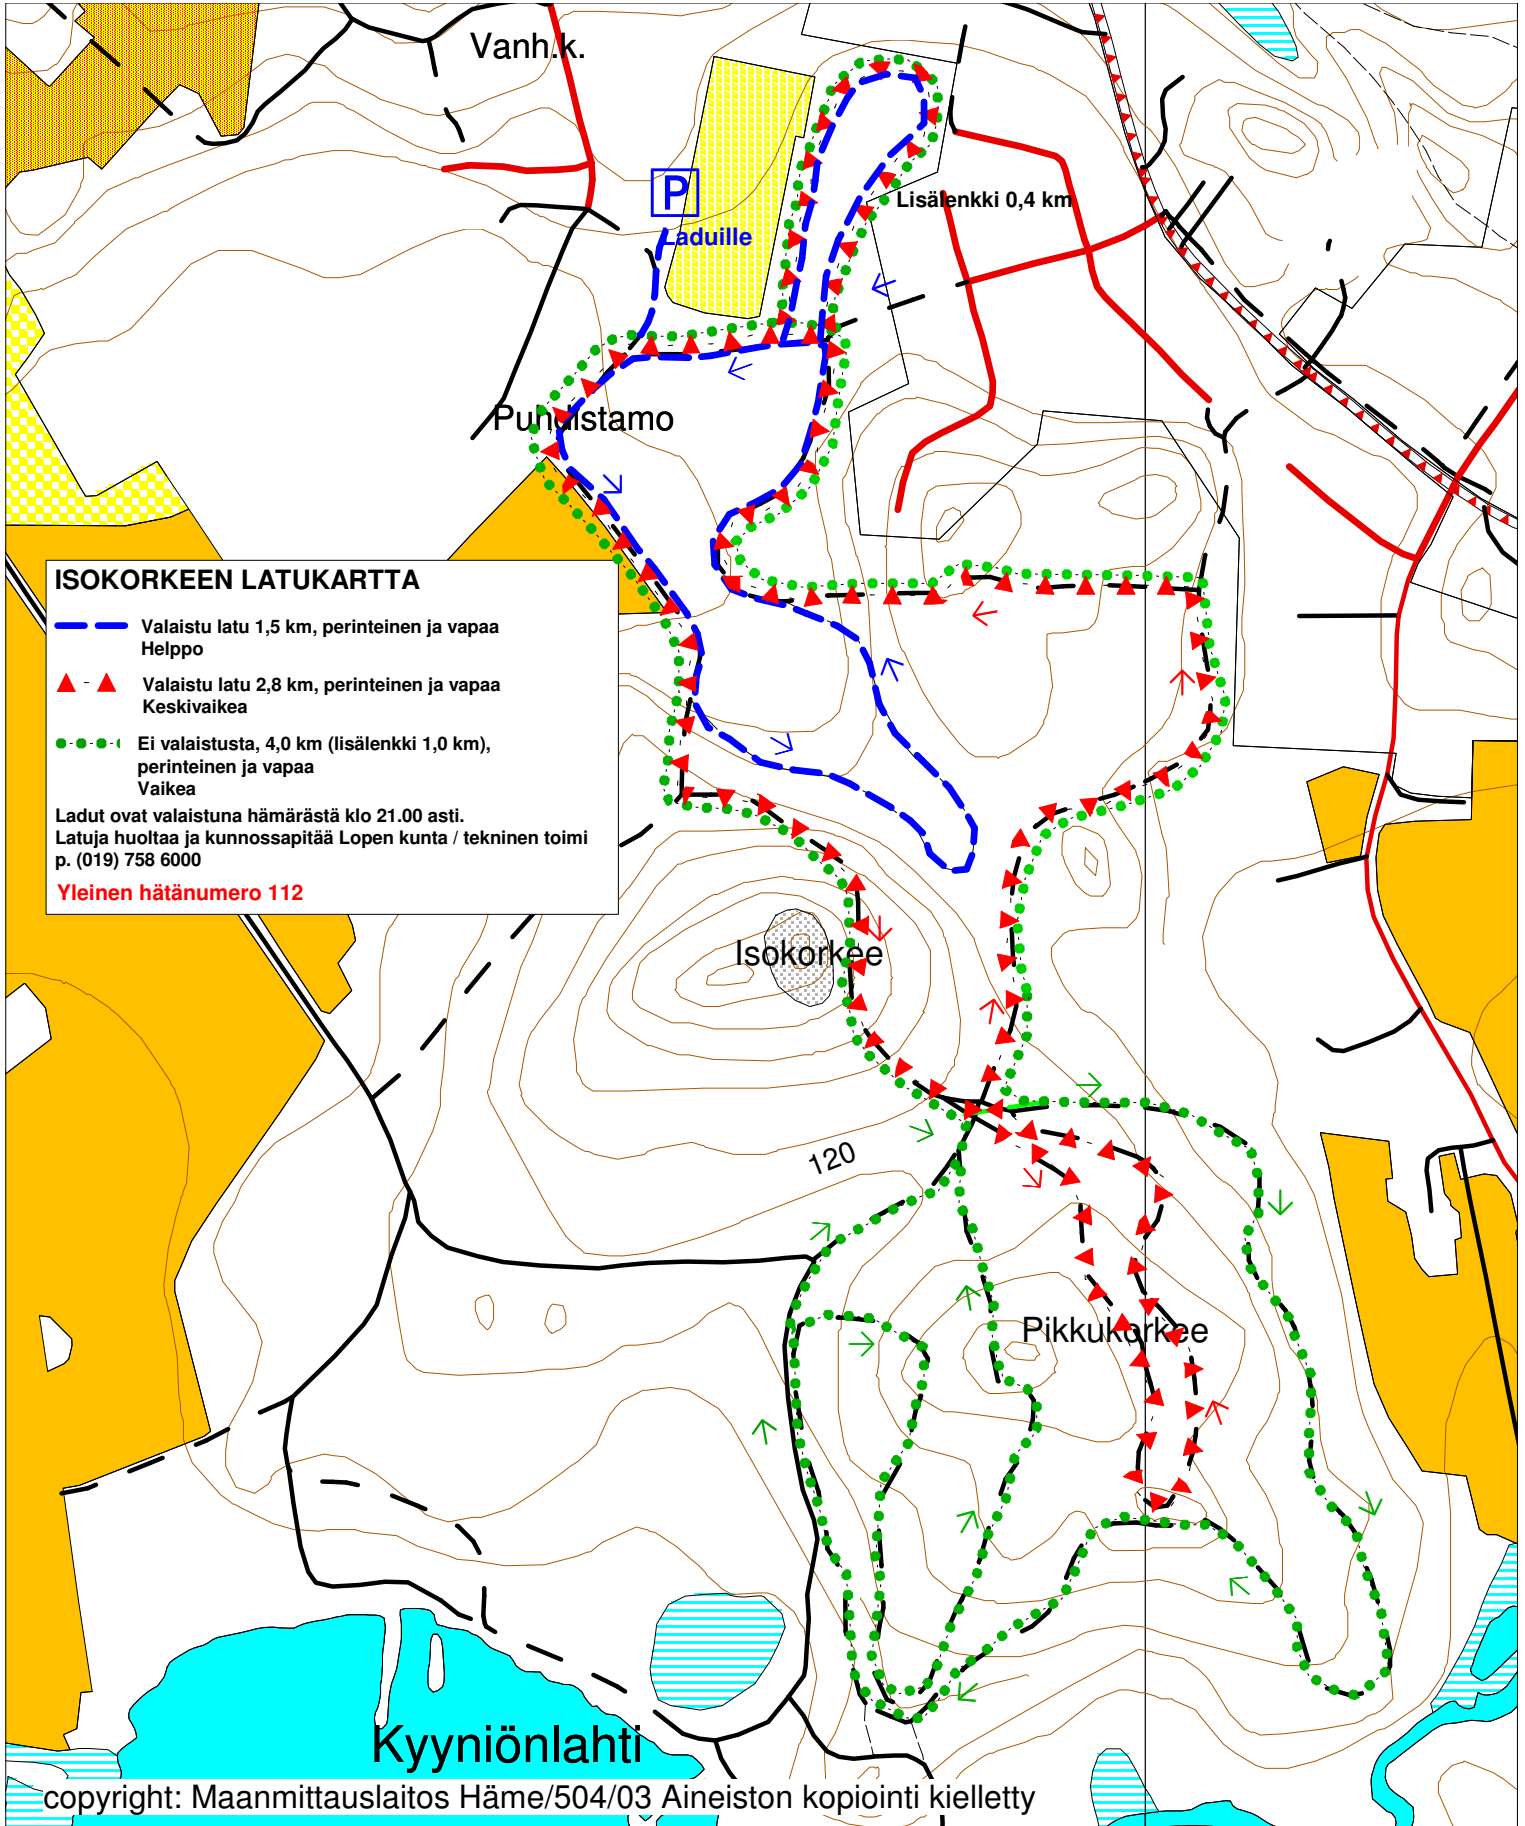 Vanh.k.
P
Laduille
Lisälenkki 0,4 km
Puhdistamo
ISOKORKEEN LATUKARTTA
Valaistu latu 1,5 km, perinteinen ja vapaa
Helppo
Valaistu latu 2,8 km, perinteinen ja vapaa
Keskivaikea
Ei valaistusta, 4,0 km (lisälenkki 1,0 km),
perinteinen ja vapaa
Vaikea
Ladut ovat valaistuna hämärästä klo 21.00 asti.
Latuja huoltaa ja kunnossapitää Lopen kunta / tekninen toimi
p. (019) 758 6000
Yleinen hätänumero 112
Isokorkee
120
Pikkukorkee
Kyyniönlahti
copyright: Maanmittauslaitos Häme/504/03 Aineiston kopiointi kielletty